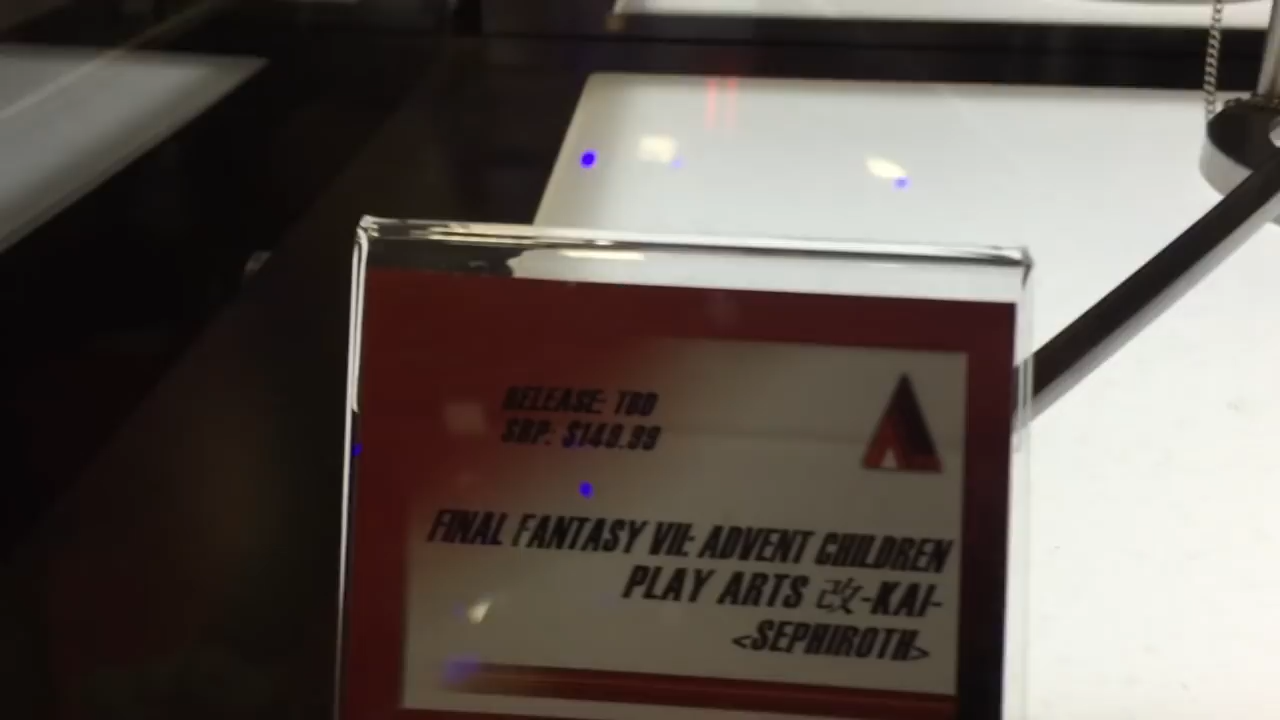 RELEASE: TBD
SRP: $149.99
FINAL FANTASY VII: ADVENT CHILDREN
PLAY ARTS 改-KAI-
<SEPHIROTH>